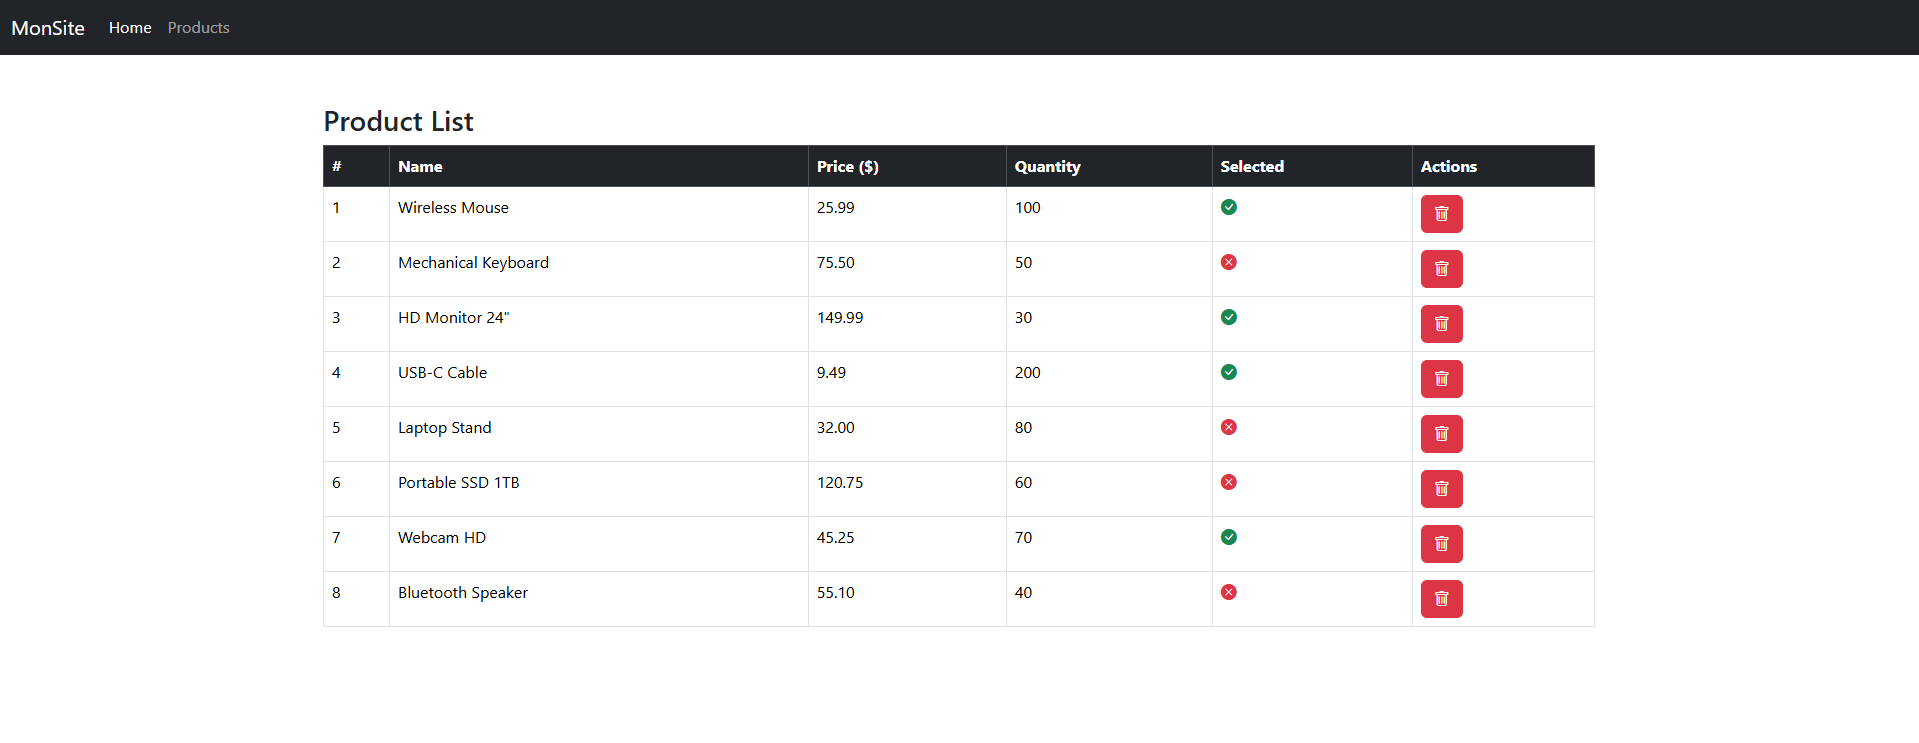 MonSite Home Products
Product List
# Name Price ($) Quantity Selected Actions
1 Wireless Mouse 25.99 100
2 Mechanical Keyboard 75.50 50
3 HD Monitor 24" 149.99 30
4 USB-C Cable 9.49 200
5 Laptop Stand 32.00 80
6 Portable SSD 1TB 120.75 60
7 Webcam HD 45.25 70
8 Bluetooth Speaker 55.10 40